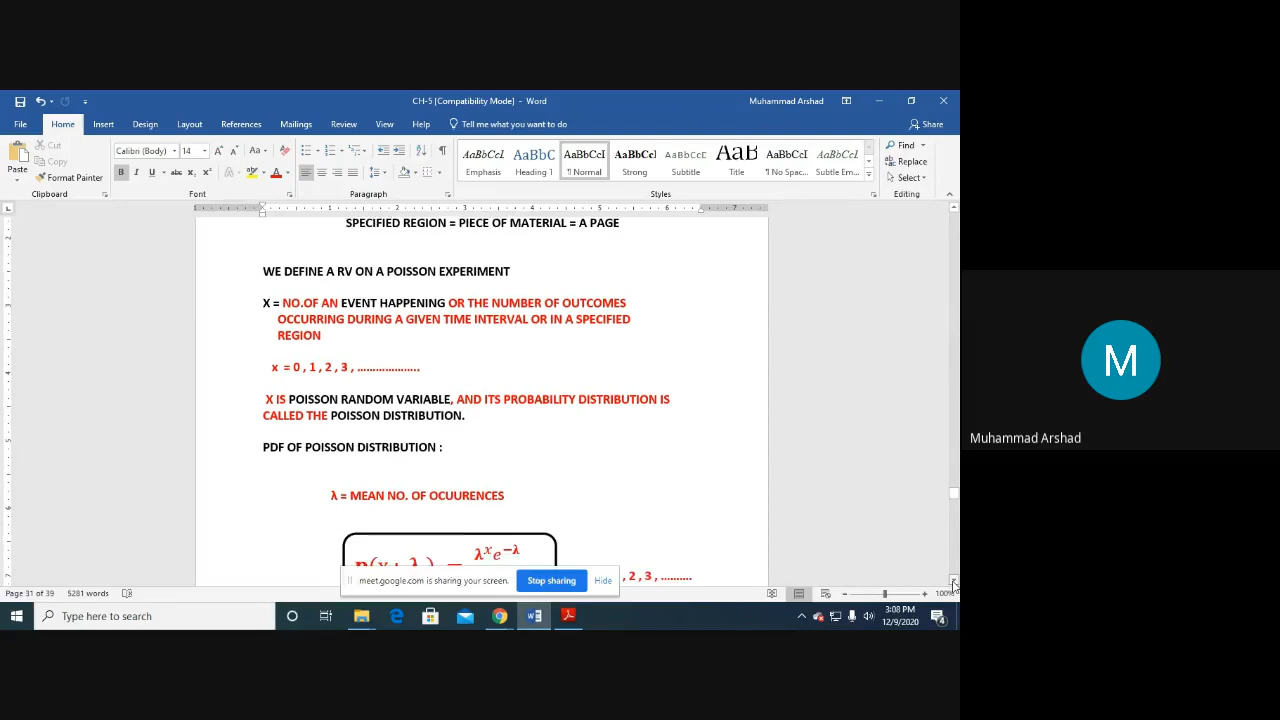 CH-5 [Compatibility Mode] - Word
Muhammad Arshad
File Home Insert Design Layout References Mailings Review View Help Tell me what you want to do Share
Paste Cut Copy Format Painter Clipboard
Calibri (Body) 14 Font
Paragraph
AaBbCcI Emphasis AaBbC Heading 1 AaBbCcI ¶ Normal AaBbCcI Strong AaBbCcE Subtitle AaB Title AaBbCcI ¶ No Spac... AaBbCcI Subtle Em... Styles
Find Replace Select Editing
SPECIFIED REGION = PIECE OF MATERIAL = A PAGE
WE DEFINE A RV ON A POISSON EXPERIMENT
X = NO.OF AN EVENT HAPPENING OR THE NUMBER OF OUTCOMES
OCCURRING DURING A GIVEN TIME INTERVAL OR IN A SPECIFIED
REGION
x = 0 , 1 , 2 , 3 , ………………..
X IS POISSON RANDOM VARIABLE, AND ITS PROBABILITY DISTRIBUTION IS
CALLED THE POISSON DISTRIBUTION.
PDF OF POISSON DISTRIBUTION :
λ = MEAN NO. OF OCUURENCES
λ^x e^−λ
, 2 , 3 , ……….
meet.google.com is sharing your screen. Stop sharing Hide
Page 31 of 39 5281 words 100%
Type here to search
3:08 PM
12/9/2020
4
M
Muhammad Arshad